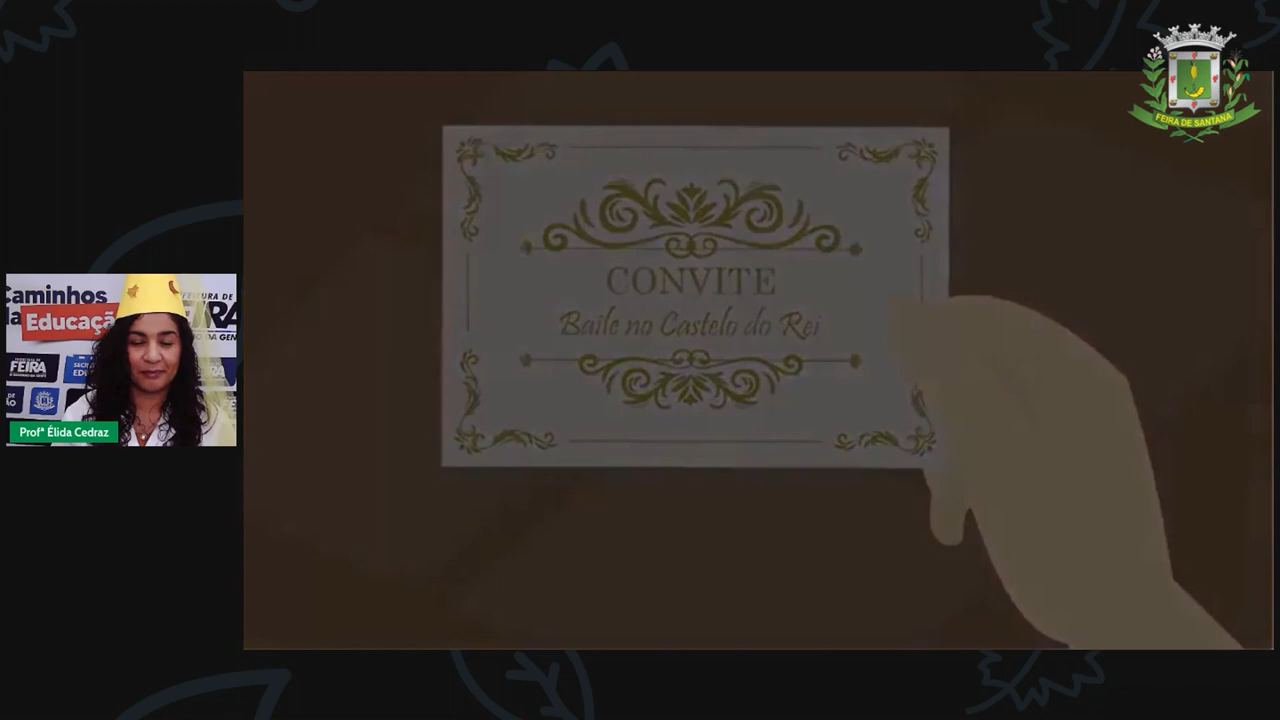 FEIRA DE SANTANA
CONVITE
Baile no Castelo do Rei
Caminhos
Educaçã
FEIRA
Profª Élida Cedraz